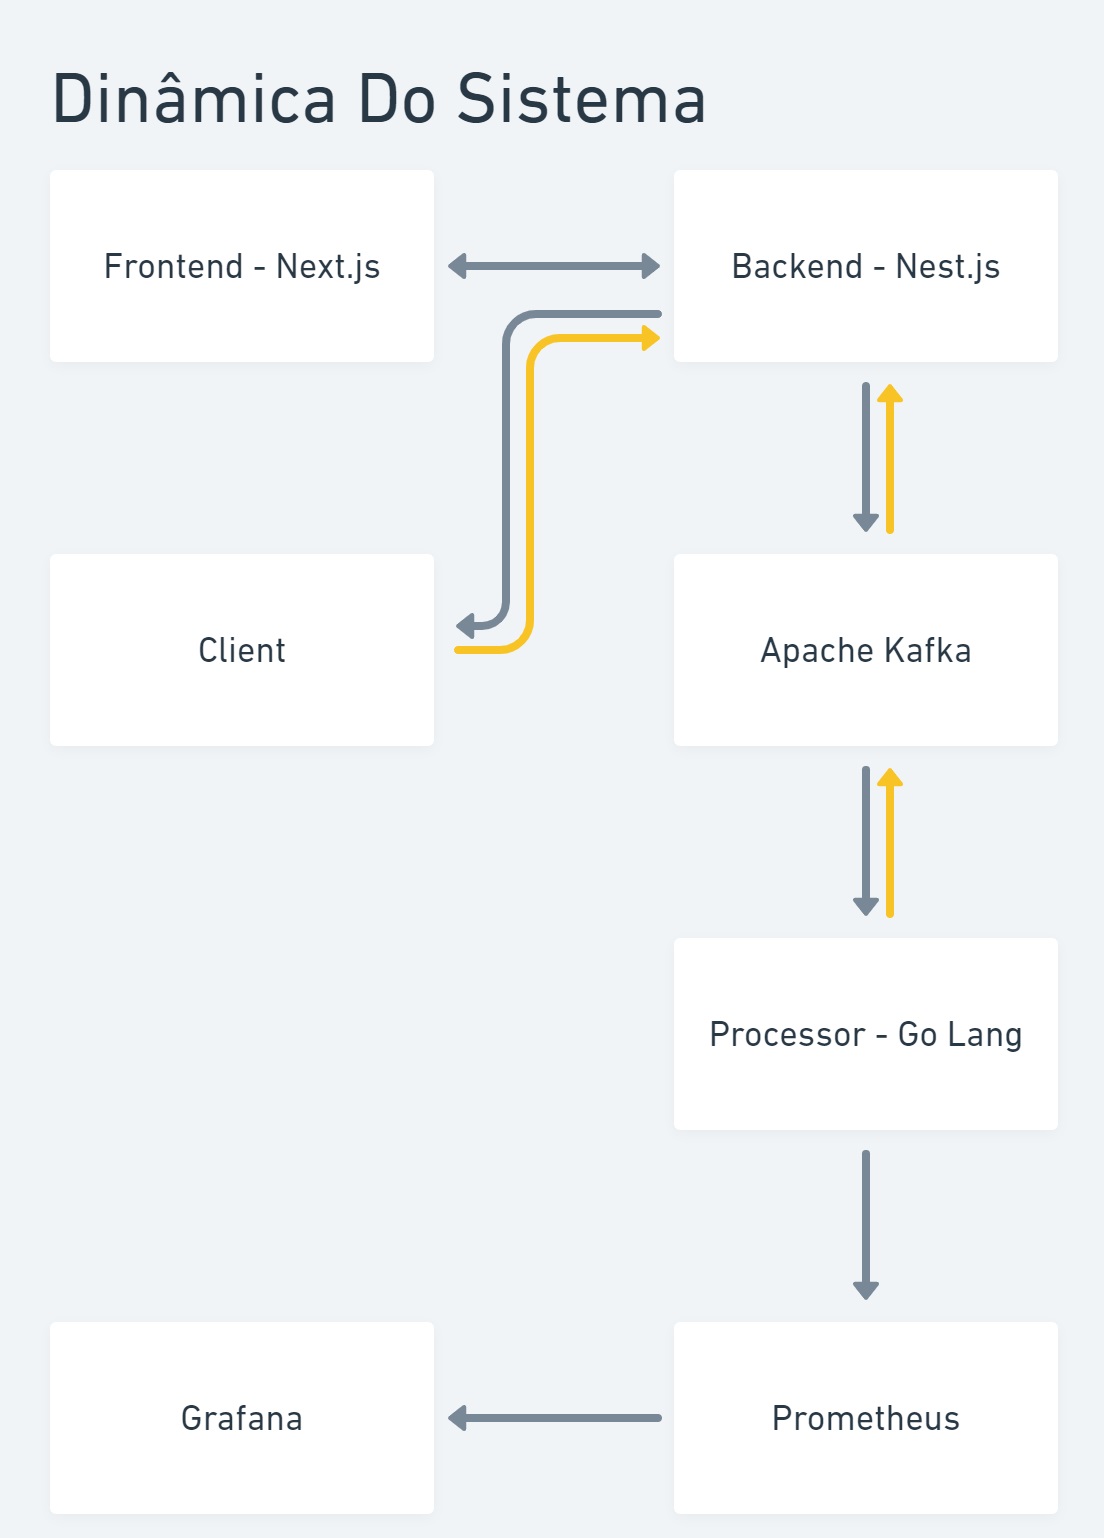 Dinâmica Do Sistema
Frontend - Next.js
Backend - Nest.js
Client
Apache Kafka
Processor - Go Lang
Grafana
Prometheus